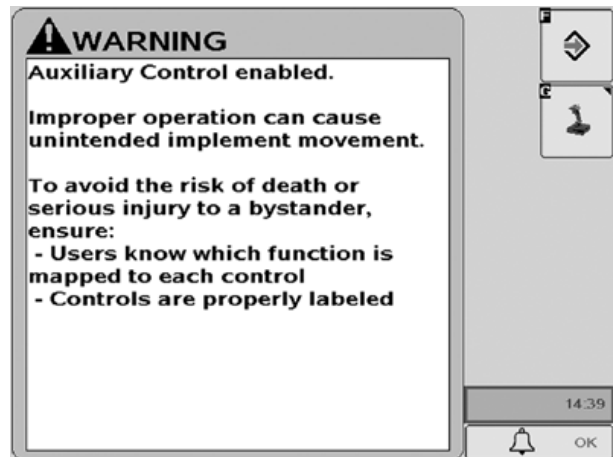 WARNING
Auxiliary Control enabled.
Improper operation can cause
unintended implement movement.
To avoid the risk of death or
serious injury to a bystander,
ensure:
- Users know which function is
mapped to each control
- Controls are properly labeled
F
G
14:39
OK